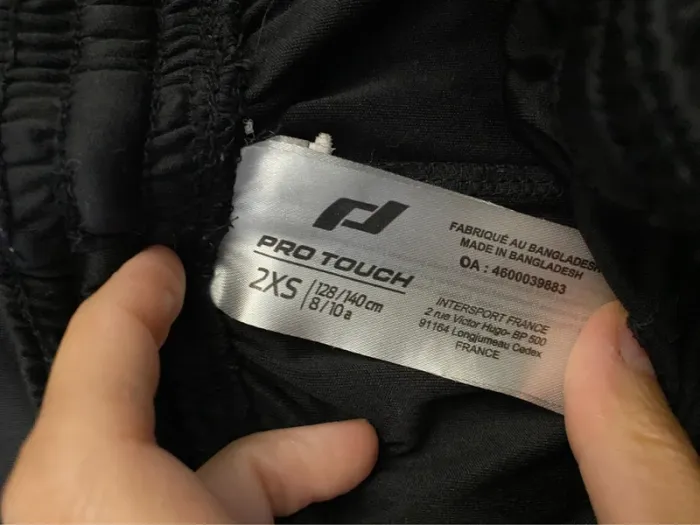 PRO TOUCH
2XS
128/140cm
8/10a
FABRIQUÉ AU BANGLADESH
MADE IN BANGLADESH
OA : 4600039883
INTERSPORT FRANCE
2 rue Victor Hugo- BP 500
91164 Longjumeau Cedex
FRANCE